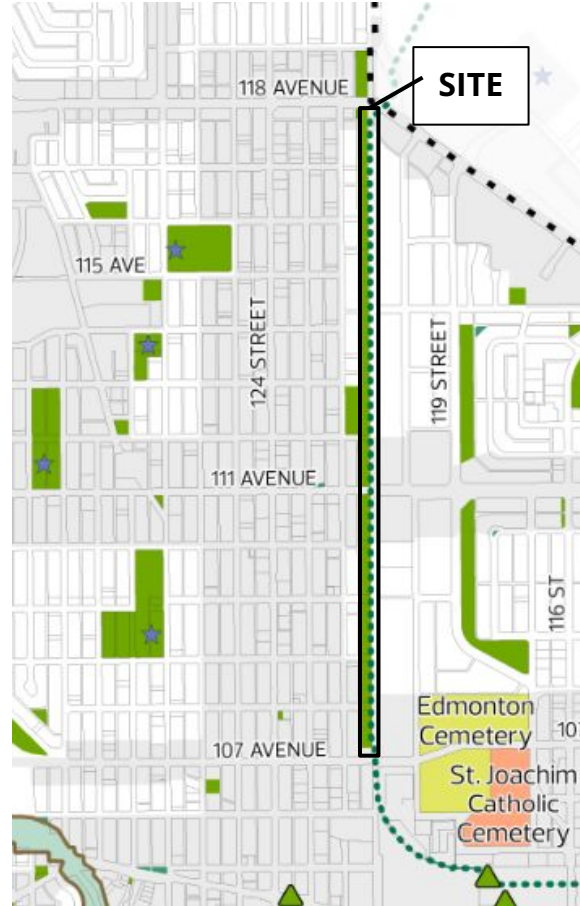 118 AVENUE
SITE
115 AVE
124 STREET
119 STREET
111 AVENUE
116 ST
Edmonton
Cemetery
107 AVENUE
10
St. Joachim
Catholic
Cemetery